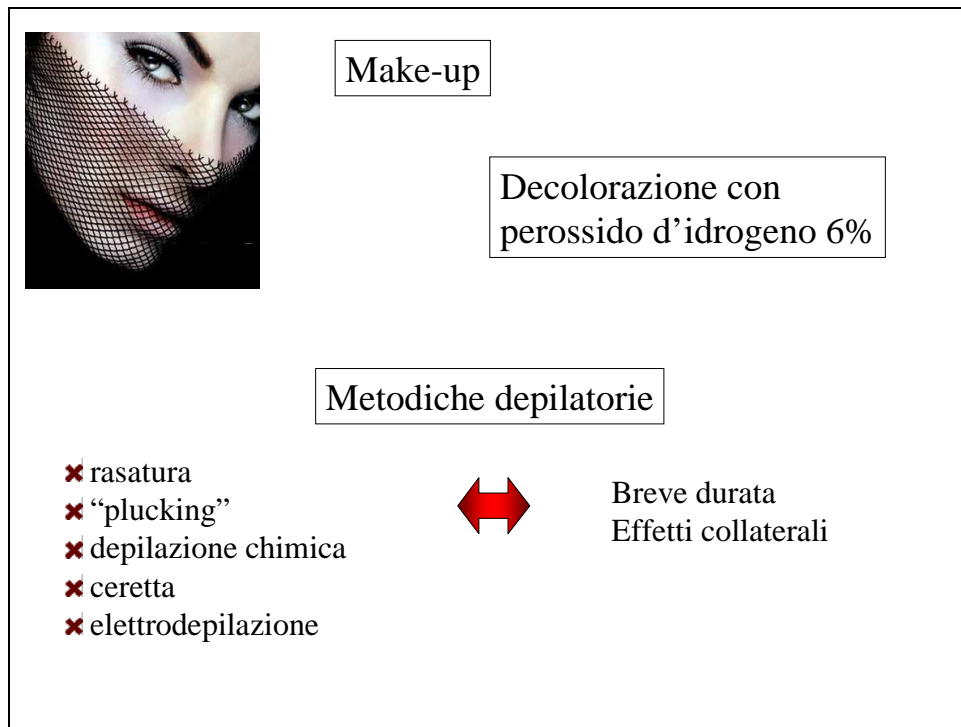 Make-up
Decolorazione con
perossido d’idrogeno 6%
Metodiche depilatorie
rasatura
“plucking”
depilazione chimica
ceretta
elettrodepilazione
Breve durata
Effetti collaterali